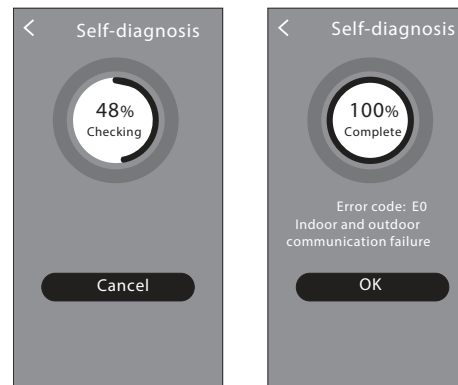 Self-diagnosis
48%
Checking
Cancel
Self-diagnosis
100%
Complete
Error code: E0
Indoor and outdoor
communication failure
OK